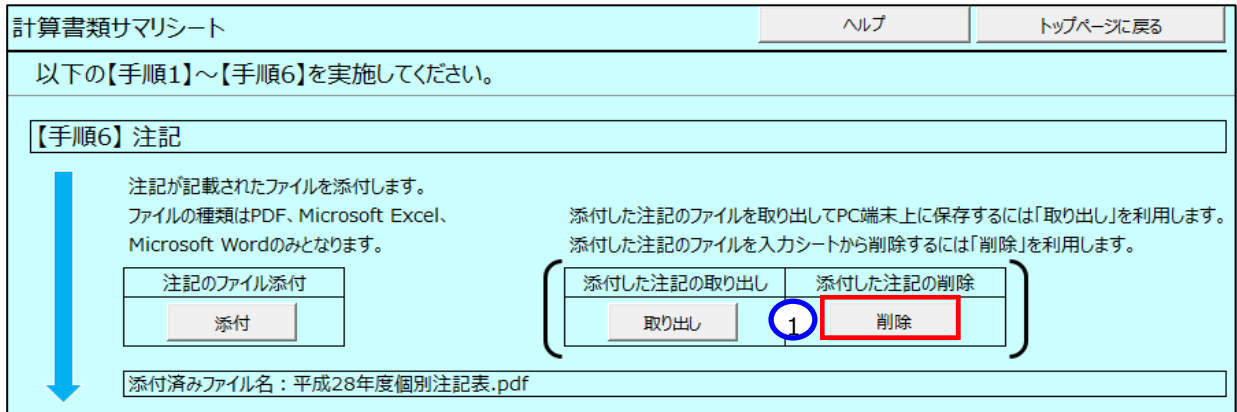 計算書類サマリシート
ヘルプ
トップページに戻る
以下の【手順1】～【手順6】を実施してください。
【手順6】 注記
注記が記載されたファイルを添付します。
ファイルの種類はPDF、Microsoft Excel、
Microsoft Wordのみとなります。
添付した注記のファイルを取り出してPC端末上に保存するには「取り出し」を利用します。
添付した注記のファイルを入力シートから削除するには「削除」を利用します。
注記のファイル添付
添付
添付した注記の取り出し
添付した注記の削除
取り出し
1
削除
添付済みファイル名：平成28年度個別注記表.pdf